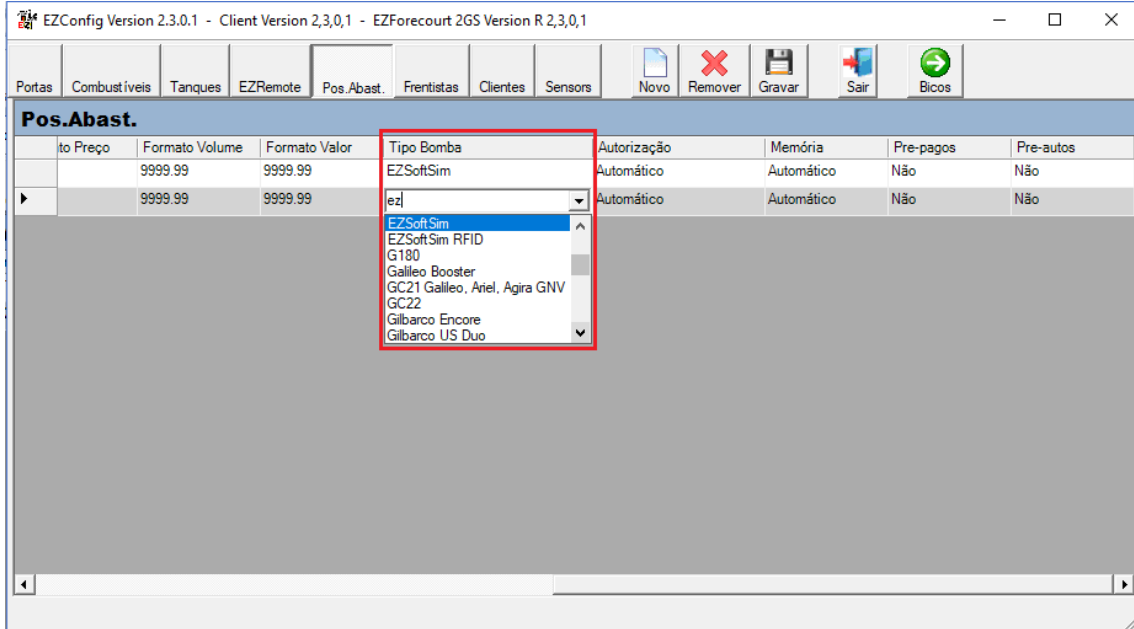 EZConfig Version 2.3.0.1 - Client Version 2,3,0,1 - EZForecourt 2GS Version R 2,3,0,1
Portas Combustíveis Tanques EZRemote Pos.Abast. Frentistas Clientes Sensors Novo Remover Gravar Sair Bicos
Pos.Abast.
to Preço Formato Volume Formato Valor Tipo Bomba Autorização Memória Pre-pagos Pre-autos
9999.99 9999.99 EZSoftSim Automático Automático Não Não
9999.99 9999.99 ez Automático Automático Não Não
EZSoftSim
EZSoftSim RFID
G180
Galileo Booster
GC21 Galileo, Ariel, Agira GNV
GC22
Gilbarco Encore
Gilbarco US Duo